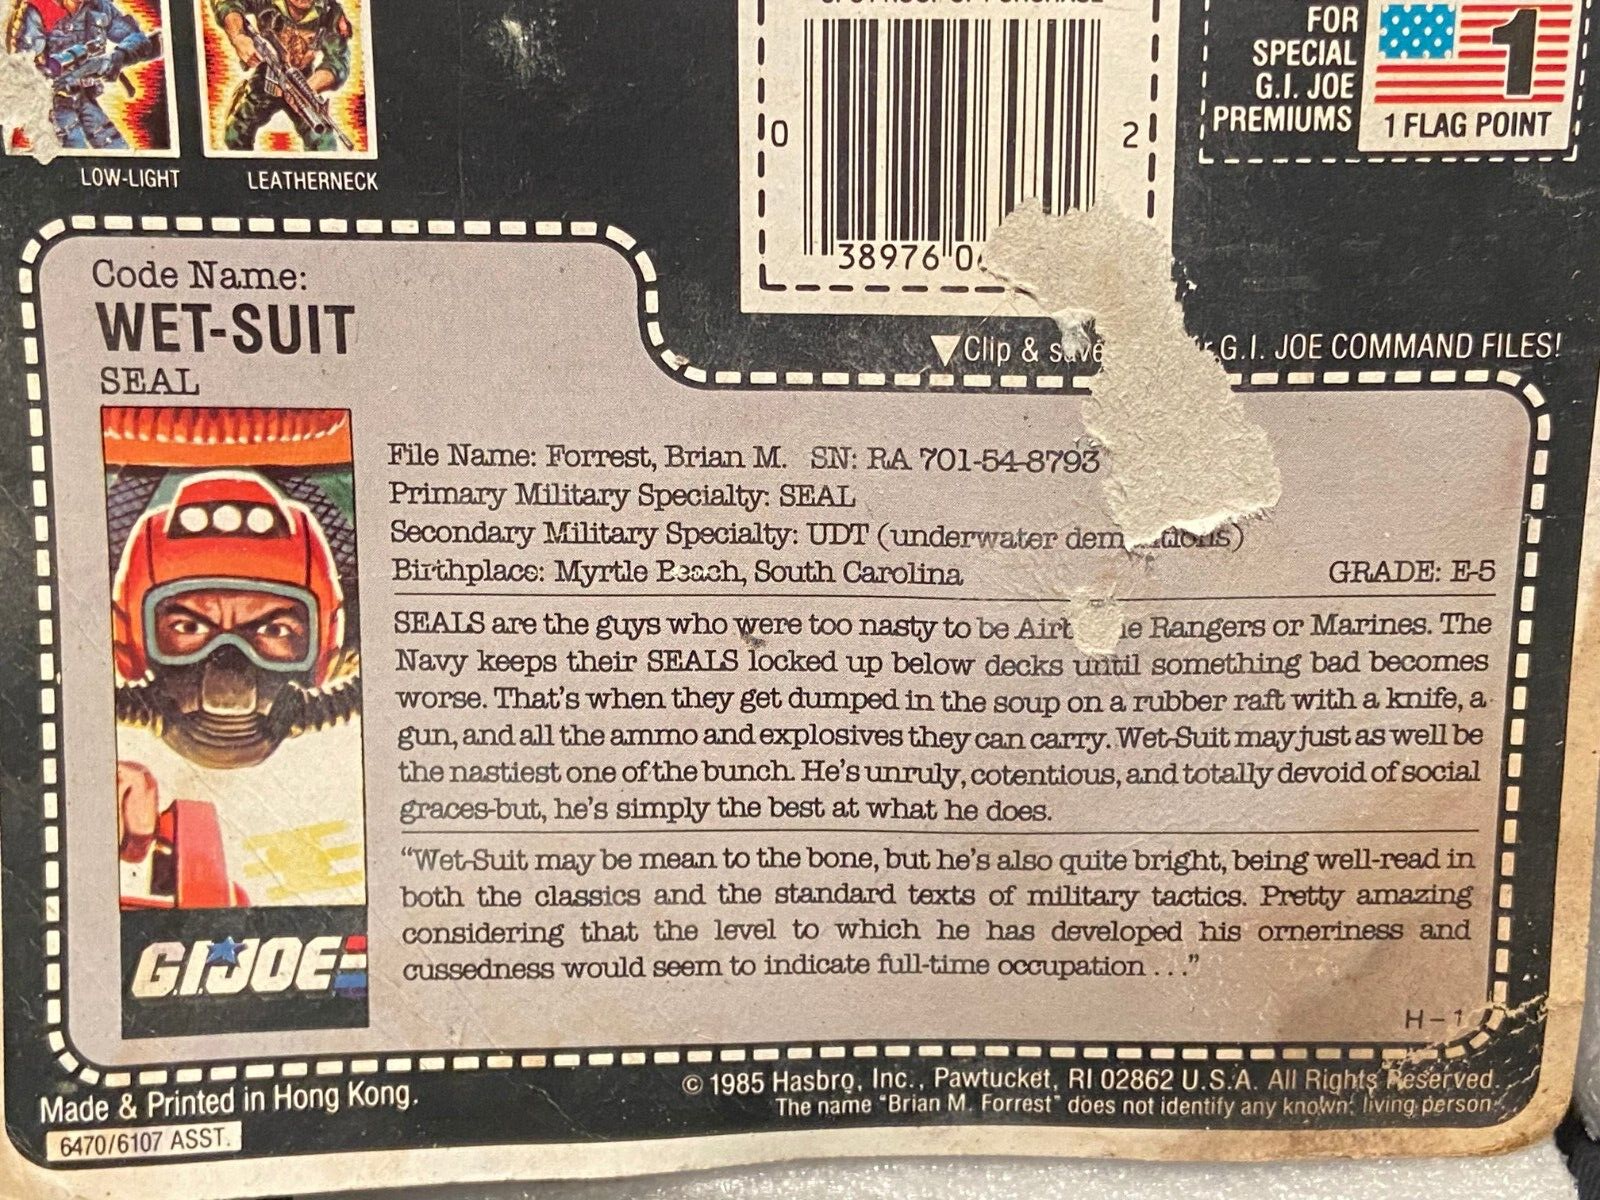 LOW-LIGHT
LEATHERNECK
0 2
38976
FOR
SPECIAL
G.I. JOE
PREMIUMS
1
1 FLAG POINT
Clip & save G.I. JOE COMMAND FILES!
Code Name:
WET-SUIT
SEAL
File Name: Forrest, Brian M. SN: RA 701-54-8793
Primary Military Specialty: SEAL
Secondary Military Specialty: UDT (underwater
Birthplace: Myrtle Beach, South Carolina GRADE: E-5
SEALS are the guys who were too nasty to be Rangers or Marines. The
Navy keeps their SEALS locked up below decks until something bad becomes
worse. That's when they get dumped in the soup on a rubber raft with a knife, a
gun, and all the ammo and explosives they can carry. Wet-Suit may just as well be
the nastiest one of the bunch. He's unruly, cotentious, and totally devoid of social
graces-but, he's simply the best at what he does.
"Wet-Suit may be mean to the bone, but he's also quite bright, being well-read in
both the classics and the standard texts of military tactics. Pretty amazing
considering that the level to which he has developed his orneriness and
cussedness would seem to indicate full-time occupation . . ."
G.I. JOE
H-1
Made & Printed in Hong Kong.
© 1985 Hasbro, Inc., Pawtucket, RI 02862 U.S.A. All Rights Reserved.
The name "Brian M. Forrest" does not identify any known living person.
6470/6107 ASST.